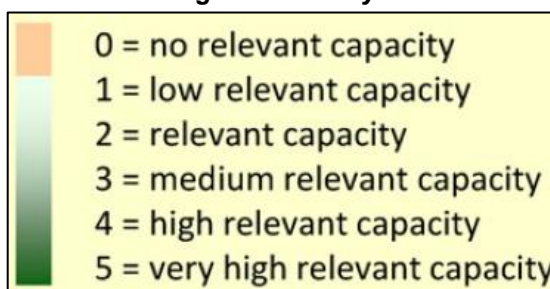 0 = no relevant capacity
1 = low relevant capacity
2 = relevant capacity
3 = medium relevant capacity
4 = high relevant capacity
5 = very high relevant capacity